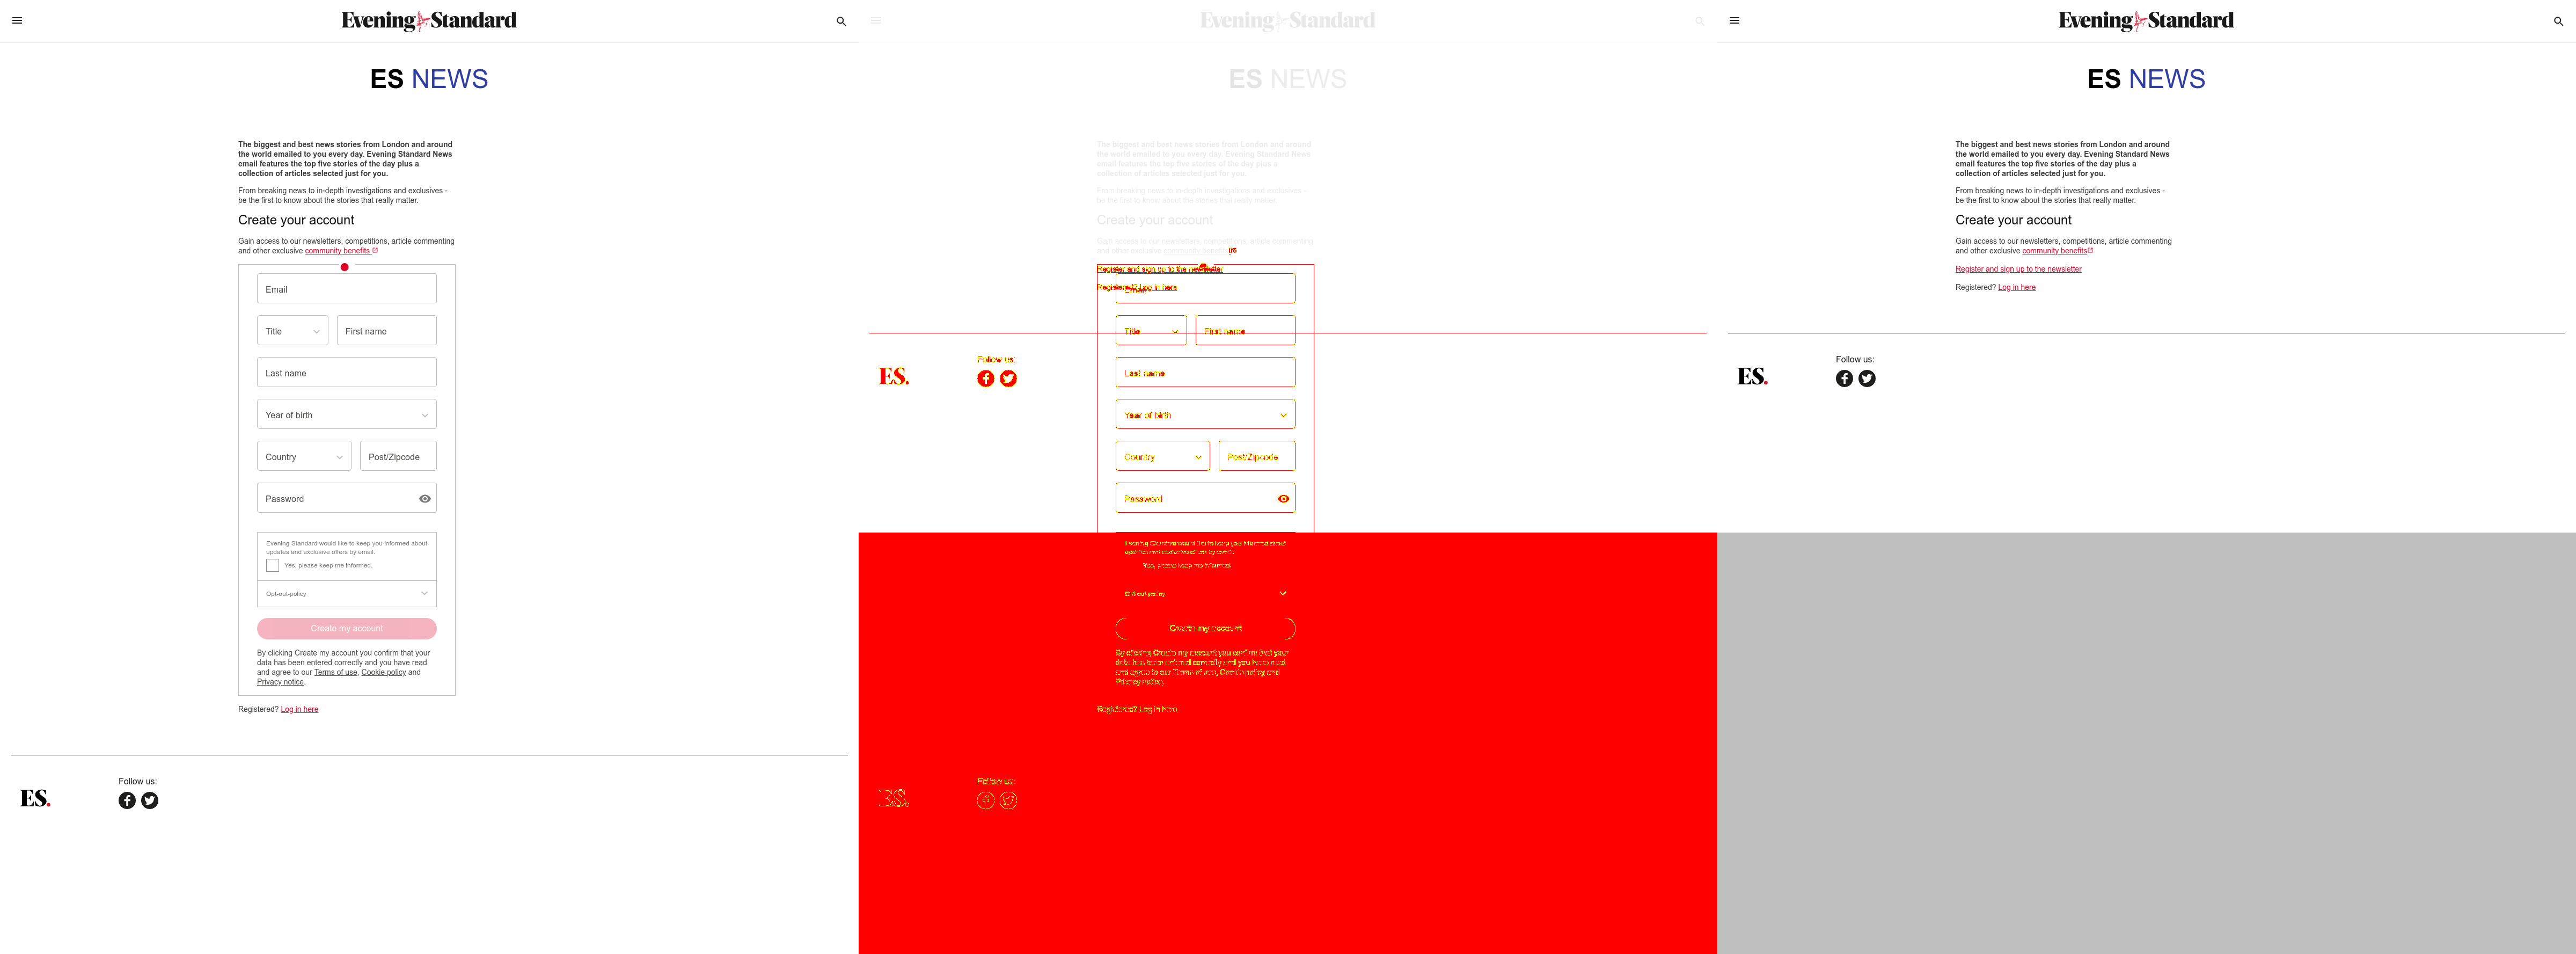 Evening Standard
ES NEWS
The biggest and best news stories from London and around
the world emailed to you every day. Evening Standard News
email features the top five stories of the day plus a
collection of articles selected just for you.
From breaking news to in-depth investigations and exclusives -
be the first to know about the stories that really matter.
Create your account
Gain access to our newsletters, competitions, article commenting
and other exclusive community benefits
Email
Title
First name
Last name
Year of birth
Country
Post/Zipcode
Password
Evening Standard would like to keep you informed about
updates and exclusive offers by email.
Yes, please keep me informed.
Opt-out-policy
Create my account
By clicking Create my account you confirm that your
data has been entered correctly and you have read
and agree to our Terms of use, Cookie policy and
Privacy notice.
Registered? Log in here
ES.
Follow us:
Evening Standard
ES NEWS
The biggest and best news stories from London and around
the world emailed to you every day. Evening Standard News
email features the top five stories of the day plus a
collection of articles selected just for you.
From breaking news to in-depth investigations and exclusives -
be the first to know about the stories that really matter.
Create your account
Gain access to our newsletters, competitions, article commenting
and other exclusive community benefits
Register and sign up to the newsletter
Registered? Log in here
Email
Title
First name
Follow us:
ES.
Last name
Year of birth
Country
Post/Zipcode
Password
Evening Standard would like to keep you informed about
updates and exclusive offers by email.
Yes, please keep me informed.
Opt-out-policy
Create my account
By clicking Create my account you confirm that your
data has been entered correctly and you have read
and agree to our Terms of use, Cookie policy and
Privacy notice.
Registered? Log in here
Follow us:
ES.
Evening Standard
ES NEWS
The biggest and best news stories from London and around
the world emailed to you every day. Evening Standard News
email features the top five stories of the day plus a
collection of articles selected just for you.
From breaking news to in-depth investigations and exclusives -
be the first to know about the stories that really matter.
Create your account
Gain access to our newsletters, competitions, article commenting
and other exclusive community benefits
Register and sign up to the newsletter
Registered? Log in here
ES.
Follow us: